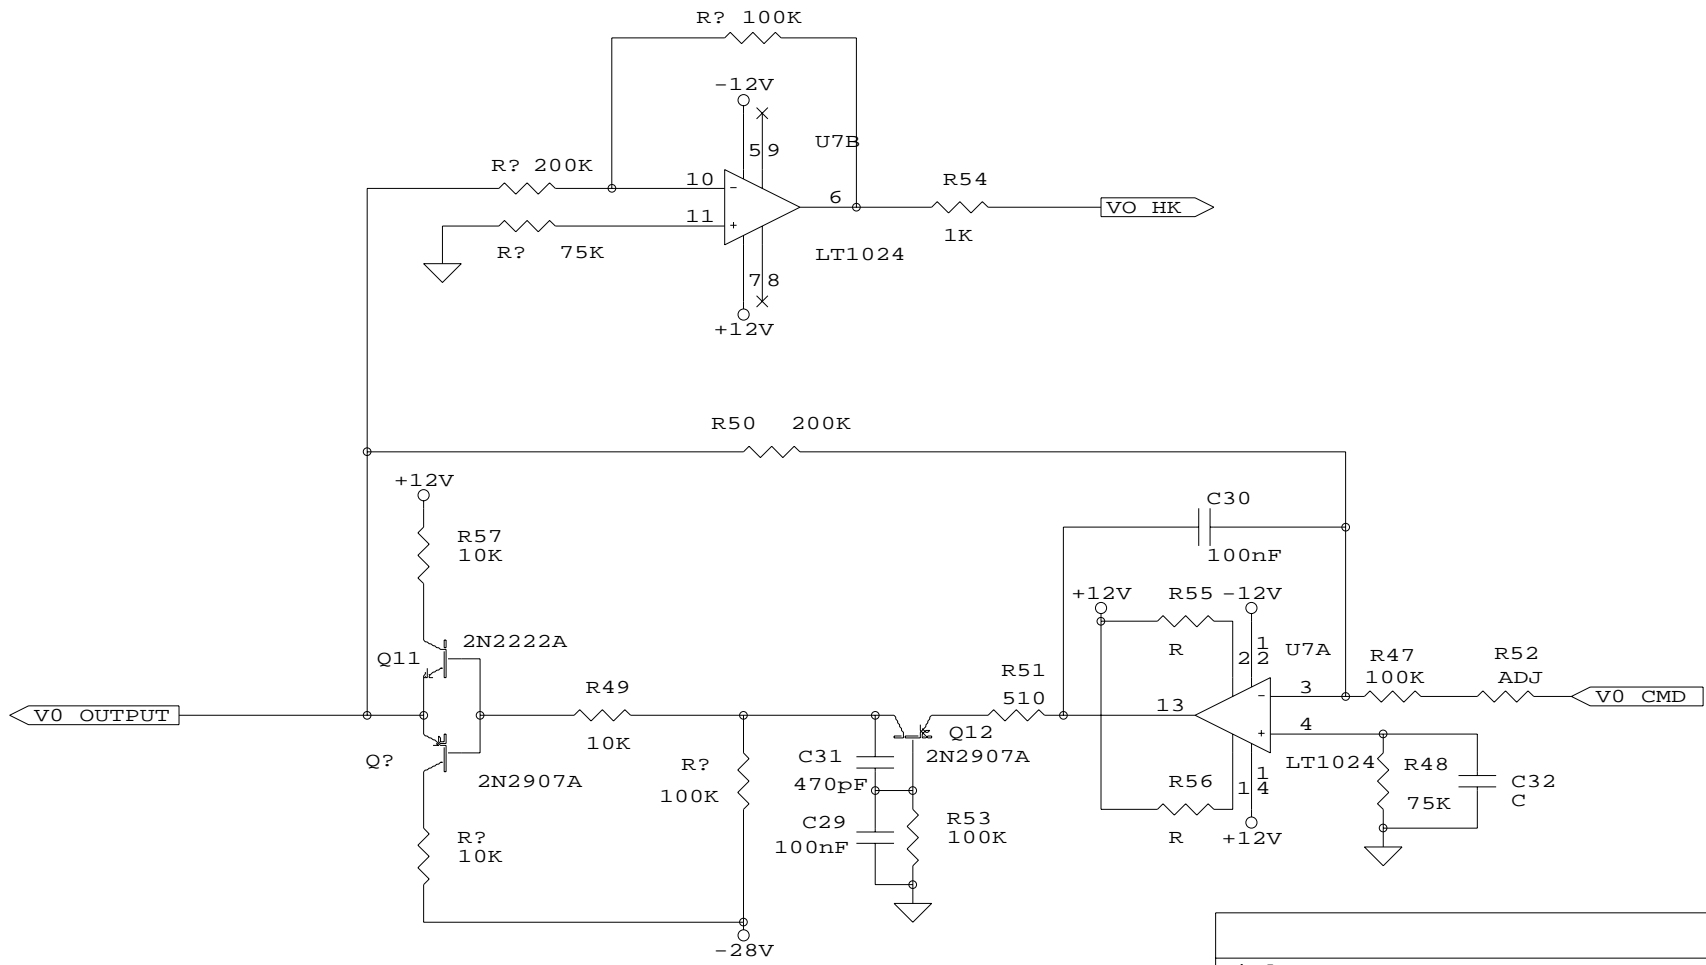 R? 100K
-12V
5 9
U7B
R? 200K
10
-
6
R54
VO HK
11
+
1K
R? 75K
LT1024
7 8
+12V
R50 200K
+12V
C30
R57
10K
100nF
+12V
R55
-12V
R
1
2 2
U7A
2N2222A
Q11
R49
R51
510
R47
100K
R52
ADJ
3
-
V0 OUTPUT
13
V0 CMD
10K
Q12
2N2907A
4
+
Q?
2N2907A
C31
470pF
R?
100K
LT1024
R48
75K
C32
C
R56
1
1 4
R
+12V
R?
10K
C29
100nF
R53
100K
-28V